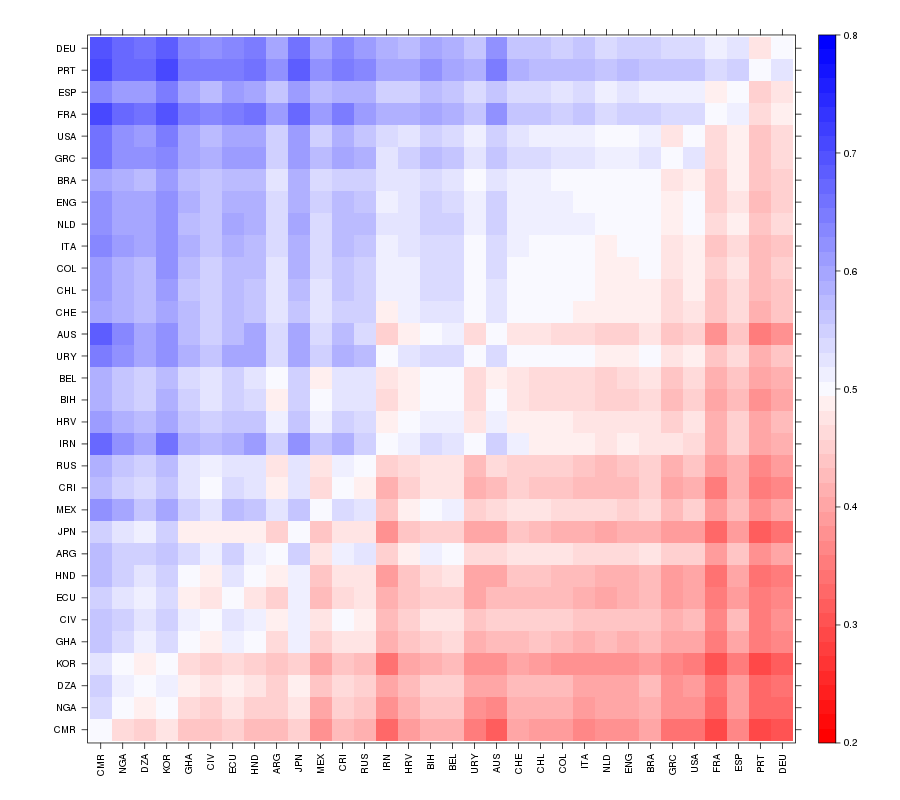 DEU
PRT
ESP
FRA
USA
GRC
BRA
ENG
NLD
ITA
COL
CHL
CHE
AUS
URY
BEL
BIH
HRV
IRN
RUS
CRI
MEX
JPN
ARG
HND
ECU
CIV
GHA
KOR
DZA
NGA
CMR
CMR NGA DZA KOR GHA CIV ECU HND ARG JPN MEX CRI RUS IRN HRV BIH BEL URY AUS CHE CHL COL ITA NLD ENG BRA GRC USA FRA ESP PRT DEU
0.8
0.7
0.6
0.5
0.4
0.3
0.2